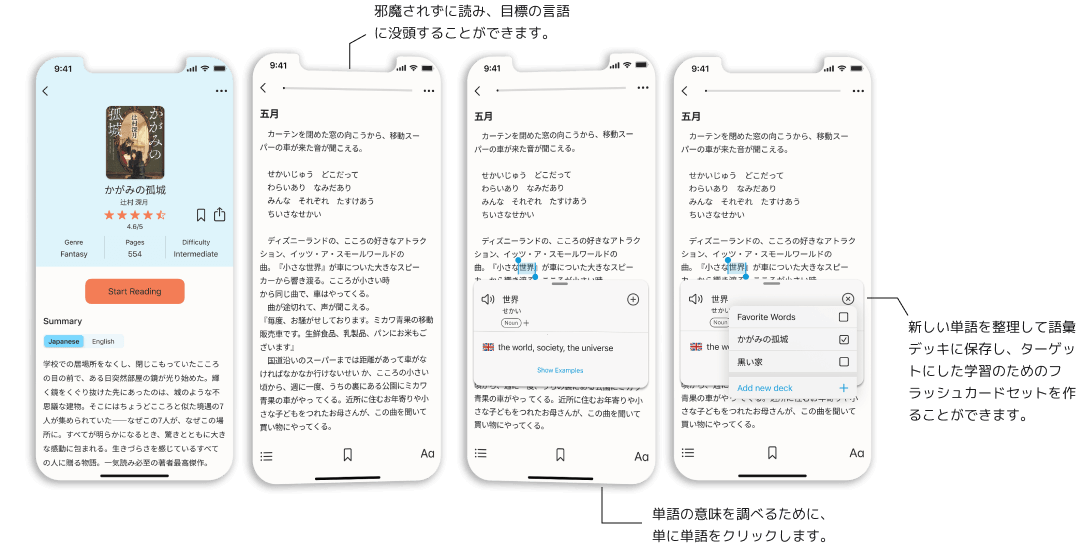 邪魔されずに読み、目標の言語
に没頭することができます。
9:41
かがみの孤城
辻村深月
かがみの孤城
辻村 深月
4.6/5
Genre
Fantasy
Pages
554
Difficulty
Intermediate
Start Reading
Summary
Japanese
English
学校での居場所をなくし、閉じこもっていたこころ
の目の前で、ある日突然部屋の鏡が光り始めた。輝
く鏡をくぐり抜けた先にあったのは、城のような不
思議な建物。そこにはちょうどこころと似た境遇の7
人が集められていた――なぜこの7人が、なぜこの場
所に。すべてが明らかになるとき、驚きとともに大き
な感動に包まれる。生きづらさを感じているすべて
の人に贈る物語。一気読み必至の著者最高傑作。
9:41
五月
カーテンを閉めた窓の向こうから、移動スー
パーの車が来た音が聞こえる。
せかいじゅう　どこだって
わらいあり　なみだあり
みんな　それぞれ　たすけあう
ちいさなせかい
ディズニーランドの、こころの好きなアトラク
ション、イッツ・ア・スモールワールドの
曲。『小さな世界』が車についた大きなスピー
カーから響き渡る。こころが小さい時
から同じ曲で、車はやってくる。
曲が途切れて、声が聞こえる。
『毎度、お騒がせしております。ミカワ青果の移動
販売車です。生鮮食品、乳製品、パンにお米もご
ざいます』
国道沿いのスーパーまでは距離があって車がな
ければなかなか行けないせいか、こころの小さい
頃から、週に一度、うちの裏にある公園にミカワ
青果の車がやってくる。近所に住むお年寄りや小
さな子どもをつれたお母さんが、この曲を聞いて
買い物にやってくる。
Aa
9:41
五月
カーテンを閉めた窓の向こうから、移動スー
パーの車が来た音が聞こえる。
せかいじゅう　どこだって
わらいあり　なみだあり
みんな　それぞれ　たすけあう
ちいさなせかい
ディズニーランドの、こころの好きなアトラク
ション、イッツ・ア・スモールワールドの
曲。『小さな世界』が車についた大きなスピー
世界
せかい
Noun
the world, society, the universe
Show Examples
青果の車がやってくる。近所に住むお年寄りや小
さな子どもをつれたお母さんが、この曲を聞いて
買い物にやってくる。
Aa
9:41
五月
カーテンを閉めた窓の向こうから、移動スー
パーの車が来た音が聞こえる。
せかいじゅう　どこだって
わらいあり　なみだあり
みんな　それぞれ　たすけあう
ちいさなせかい
ディズニーランドの、こころの好きなアトラク
ション、イッツ・ア・スモールワールドの
曲。『小さな世界』が車についた大きなスピー
世界
せかい
Noun
the w
Favorite Words
かがみの孤城
黒い家
Add new deck
青果の車がやってくる。近所に住むお年寄りや小
さな子どもをつれたお母さんが、この曲を聞いて
買い物にやってくる。
Aa
新しい単語を整理して語彙
デッキに保存し、ターゲッ
トにした学習のためのフ
ラッシュカードセットを作
ることができます。
単語の意味を調べるために、
単に単語をクリックします。